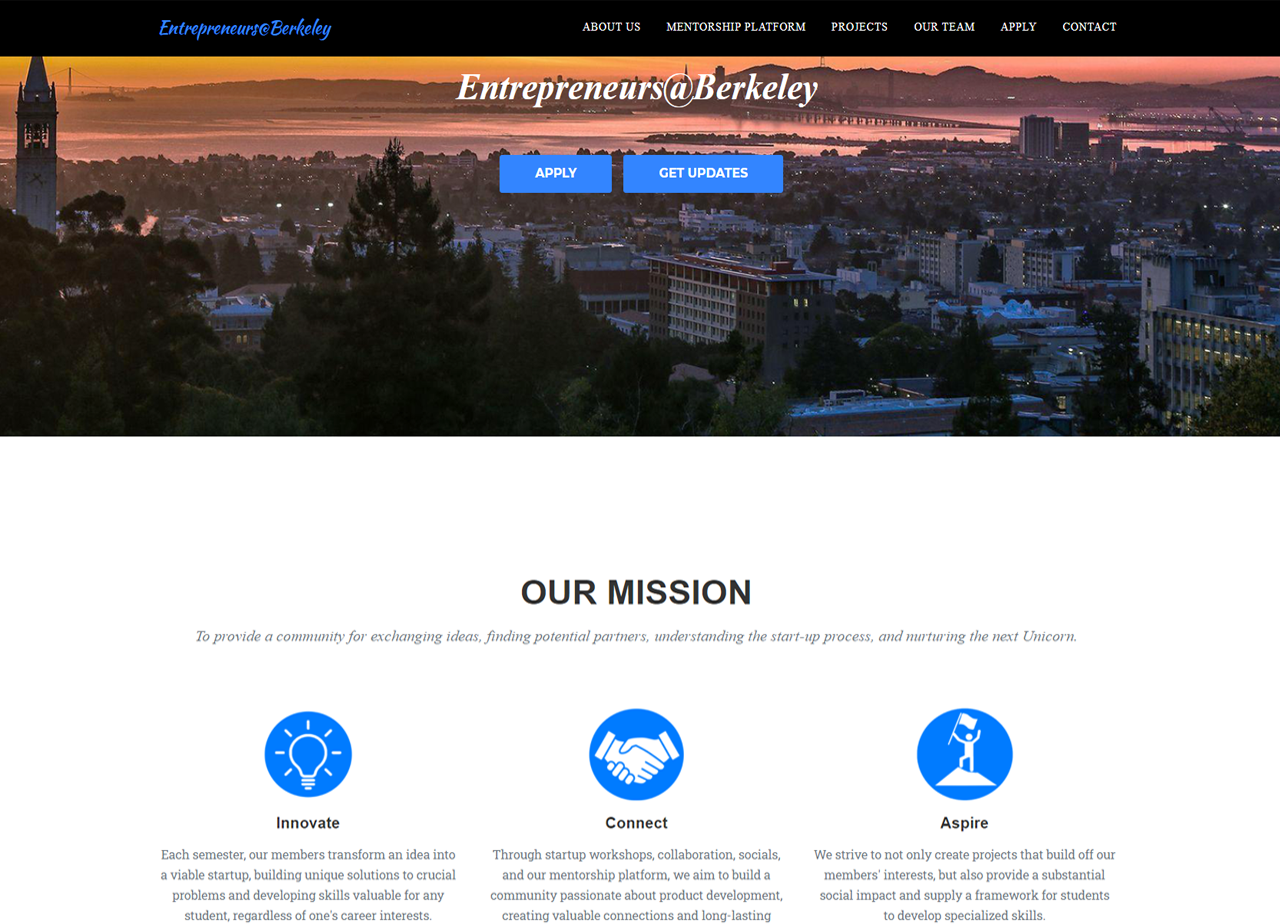 Entrepreneurs@Berkeley
ABOUT US
MENTORSHIP PLATFORM
PROJECTS
OUR TEAM
APPLY
CONTACT
Entrepreneurs@Berkeley
APPLY
GET UPDATES
OUR MISSION
To provide a community for exchanging ideas, finding potential partners, understanding the start-up process, and nurturing the next Unicorn.
Innovate
Each semester, our members transform an idea into
a viable startup, building unique solutions to crucial
problems and developing skills valuable for any
student, regardless of one's career interests.
Connect
Through startup workshops, collaboration, socials,
and our mentorship platform, we aim to build a
community passionate about product development,
creating valuable connections and long-lasting
Aspire
We strive to not only create projects that build off our
members' interests, but also provide a substantial
social impact and supply a framework for students
to develop specialized skills.